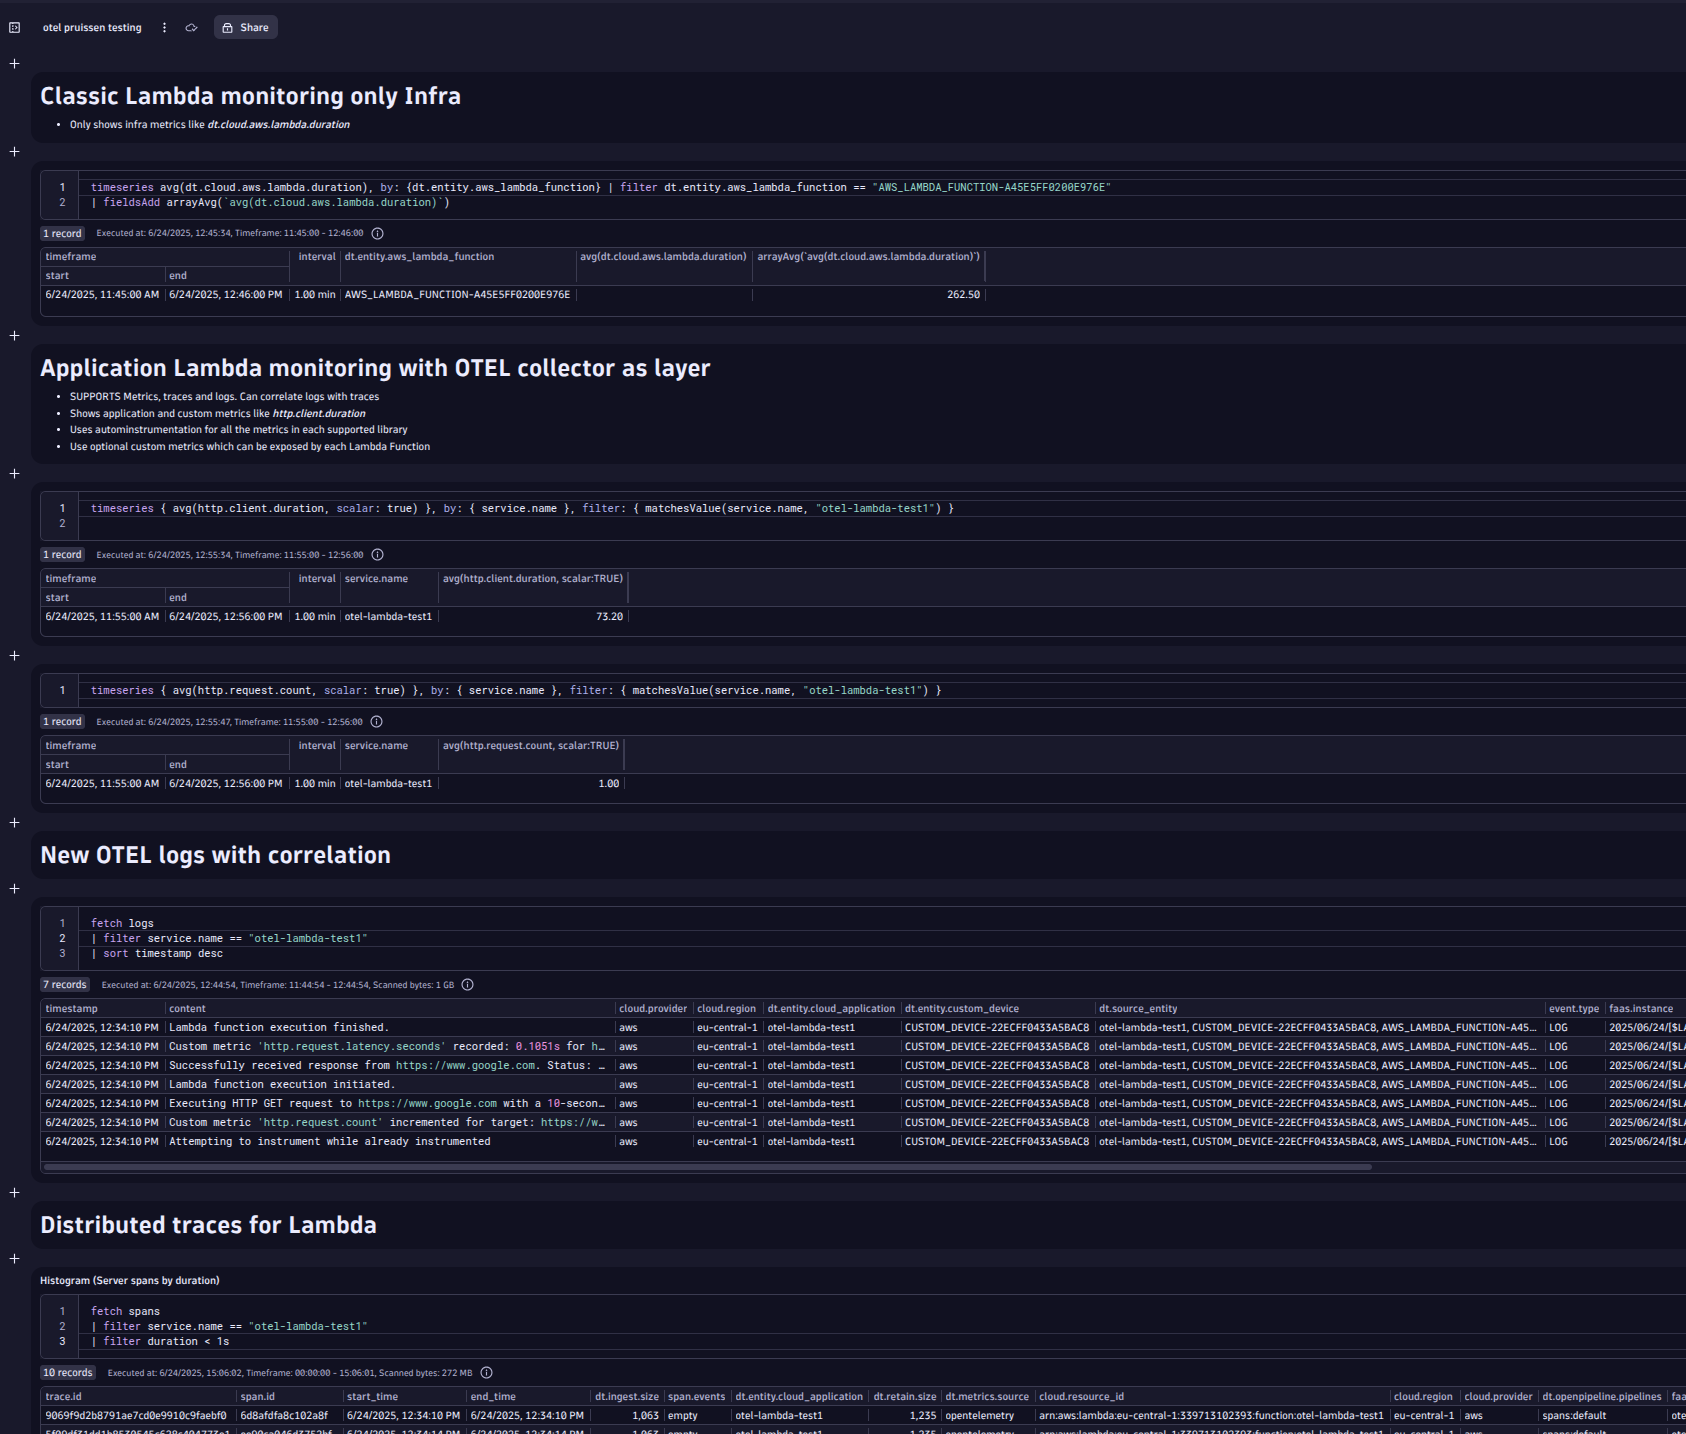 otel pruissen testing
Share
Classic Lambda monitoring only Infra
• Only shows infra metrics like dt.cloud.aws.lambda.duration
1 timeseries avg(dt.cloud.aws.lambda.duration), by: {dt.entity.aws_lambda_function} | filter dt.entity.aws_lambda_function == "AWS_LAMBDA_FUNCTION-A45E5FF0200E976E"
2 | fieldsAdd arrayAvg(`avg(dt.cloud.aws.lambda.duration)`)
1 record Executed at: 6/24/2025, 12:45:34, Timeframe: 11:45:00 - 12:46:00
timeframe interval dt.entity.aws_lambda_function avg(dt.cloud.aws.lambda.duration) arrayAvg(`avg(dt.cloud.aws.lambda.duration)`)
start end
6/24/2025, 11:45:00 AM 6/24/2025, 12:46:00 PM 1.00 min AWS_LAMBDA_FUNCTION-A45E5FF0200E976E 262.50
Application Lambda monitoring with OTEL collector as layer
• SUPPORTS Metrics, traces and logs. Can correlate logs with traces
• Shows application and custom metrics like http.client.duration
• Uses autominstrumentation for all the metrics in each supported library
• Use optional custom metrics which can be exposed by each Lambda Function
1 timeseries { avg(http.client.duration, scalar: true) }, by: { service.name }, filter: { matchesValue(service.name, "otel-lambda-test1") }
2
1 record Executed at: 6/24/2025, 12:55:34, Timeframe: 11:55:00 - 12:56:00
timeframe interval service.name avg(http.client.duration, scalar:TRUE)
start end
6/24/2025, 11:55:00 AM 6/24/2025, 12:56:00 PM 1.00 min otel-lambda-test1 73.20
1 timeseries { avg(http.request.count, scalar: true) }, by: { service.name }, filter: { matchesValue(service.name, "otel-lambda-test1") }
1 record Executed at: 6/24/2025, 12:55:47, Timeframe: 11:55:00 - 12:56:00
timeframe interval service.name avg(http.request.count, scalar:TRUE)
start end
6/24/2025, 11:55:00 AM 6/24/2025, 12:56:00 PM 1.00 min otel-lambda-test1 1.00
New OTEL logs with correlation
1 fetch logs
2 | filter service.name == "otel-lambda-test1"
3 | sort timestamp desc
7 records Executed at: 6/24/2025, 12:44:54, Timeframe: 11:44:54 - 12:44:54, Scanned bytes: 1 GB
timestamp content cloud.provider cloud.region dt.entity.cloud_application dt.entity.custom_device dt.source_entity event.type faas.instance
6/24/2025, 12:34:10 PM Lambda function execution finished. aws eu-central-1 otel-lambda-test1 CUSTOM_DEVICE-22ECFF0433A5BAC8 otel-lambda-test1, CUSTOM_DEVICE-22ECFF0433A5BAC8, AWS_LAMBDA_FUNCTION-A45... LOG 2025/06/24/[$LA
6/24/2025, 12:34:10 PM Custom metric 'http.request.latency.seconds' recorded: 0.1051s for h... aws eu-central-1 otel-lambda-test1 CUSTOM_DEVICE-22ECFF0433A5BAC8 otel-lambda-test1, CUSTOM_DEVICE-22ECFF0433A5BAC8, AWS_LAMBDA_FUNCTION-A45... LOG 2025/06/24/[$LA
6/24/2025, 12:34:10 PM Successfully received response from https://www.google.com. Status: ... aws eu-central-1 otel-lambda-test1 CUSTOM_DEVICE-22ECFF0433A5BAC8 otel-lambda-test1, CUSTOM_DEVICE-22ECFF0433A5BAC8, AWS_LAMBDA_FUNCTION-A45... LOG 2025/06/24/[$LA
6/24/2025, 12:34:10 PM Lambda function execution initiated. aws eu-central-1 otel-lambda-test1 CUSTOM_DEVICE-22ECFF0433A5BAC8 otel-lambda-test1, CUSTOM_DEVICE-22ECFF0433A5BAC8, AWS_LAMBDA_FUNCTION-A45... LOG 2025/06/24/[$LA
6/24/2025, 12:34:10 PM Executing HTTP GET request to https://www.google.com with a 10-secon... aws eu-central-1 otel-lambda-test1 CUSTOM_DEVICE-22ECFF0433A5BAC8 otel-lambda-test1, CUSTOM_DEVICE-22ECFF0433A5BAC8, AWS_LAMBDA_FUNCTION-A45... LOG 2025/06/24/[$LA
6/24/2025, 12:34:10 PM Custom metric 'http.request.count' incremented for target: https://w... aws eu-central-1 otel-lambda-test1 CUSTOM_DEVICE-22ECFF0433A5BAC8 otel-lambda-test1, CUSTOM_DEVICE-22ECFF0433A5BAC8, AWS_LAMBDA_FUNCTION-A45... LOG 2025/06/24/[$LA
6/24/2025, 12:34:10 PM Attempting to instrument while already instrumented aws eu-central-1 otel-lambda-test1 CUSTOM_DEVICE-22ECFF0433A5BAC8 otel-lambda-test1, CUSTOM_DEVICE-22ECFF0433A5BAC8, AWS_LAMBDA_FUNCTION-A45... LOG 2025/06/24/[$LA
Distributed traces for Lambda
Histogram (Server spans by duration)
1 fetch spans
2 | filter service.name == "otel-lambda-test1"
3 | filter duration < 1s
10 records Executed at: 6/24/2025, 15:06:02, Timeframe: 00:00:00 - 15:06:01, Scanned bytes: 272 MB
trace.id span.id start_time end_time dt.ingest.size span.events dt.entity.cloud_application dt.retain.size dt.metrics.source cloud.resource_id cloud.region cloud.provider dt.openpipeline.pipelines faa
9069f9d2b8791ae7cd0e9910c9faebf0 6d8afdfa8c102a8f 6/24/2025, 12:34:10 PM 6/24/2025, 12:34:10 PM 1,063 empty otel-lambda-test1 1,235 opentelemetry arn:aws:lambda:eu-central-1:339713102393:function:otel-lambda-test1 eu-central-1 aws spans:default ote